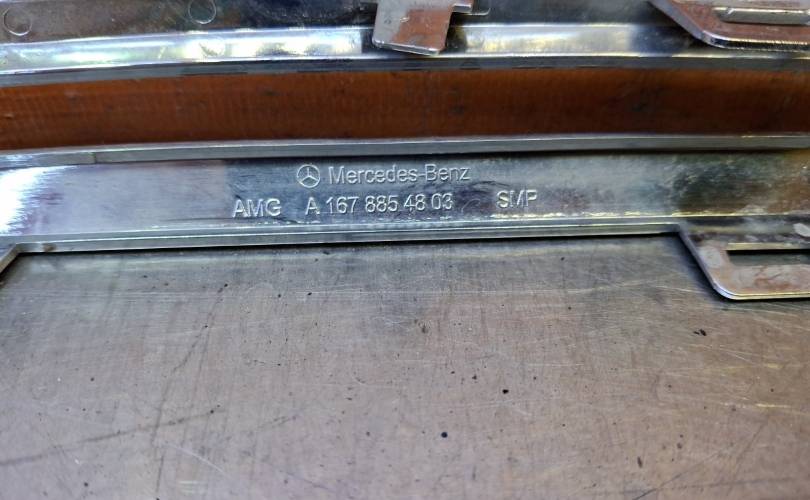 Mercedes-Benz
AMG A 167 885 48 03 SMP